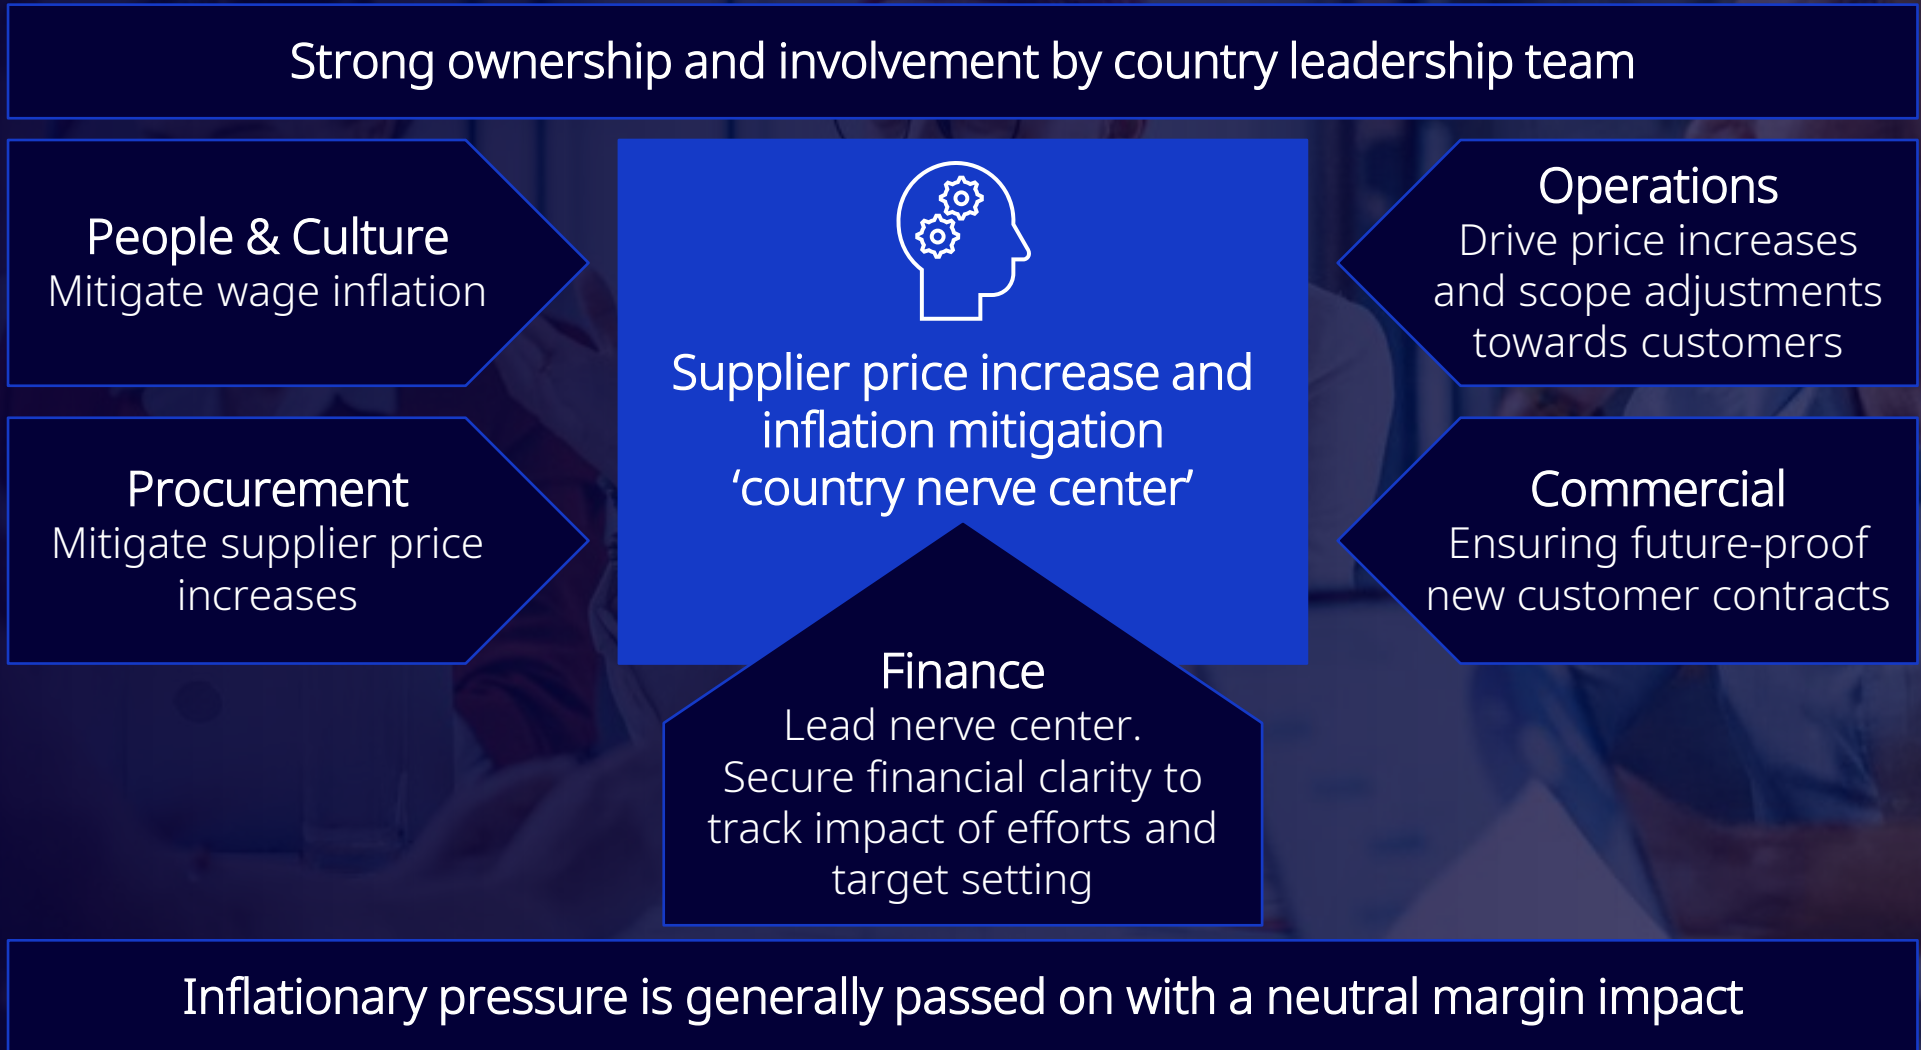 Strong ownership and involvement by country leadership team
People & Culture
Mitigate wage inflation
Procurement
Mitigate supplier price
increases
Supplier price increase and
inflation mitigation
‘country nerve center’
Finance
Lead nerve center.
Secure financial clarity to
track impact of efforts and
target setting
Operations
Drive price increases
and scope adjustments
towards customers
Commercial
Ensuring future-proof
new customer contracts
Inflationary pressure is generally passed on with a neutral margin impact